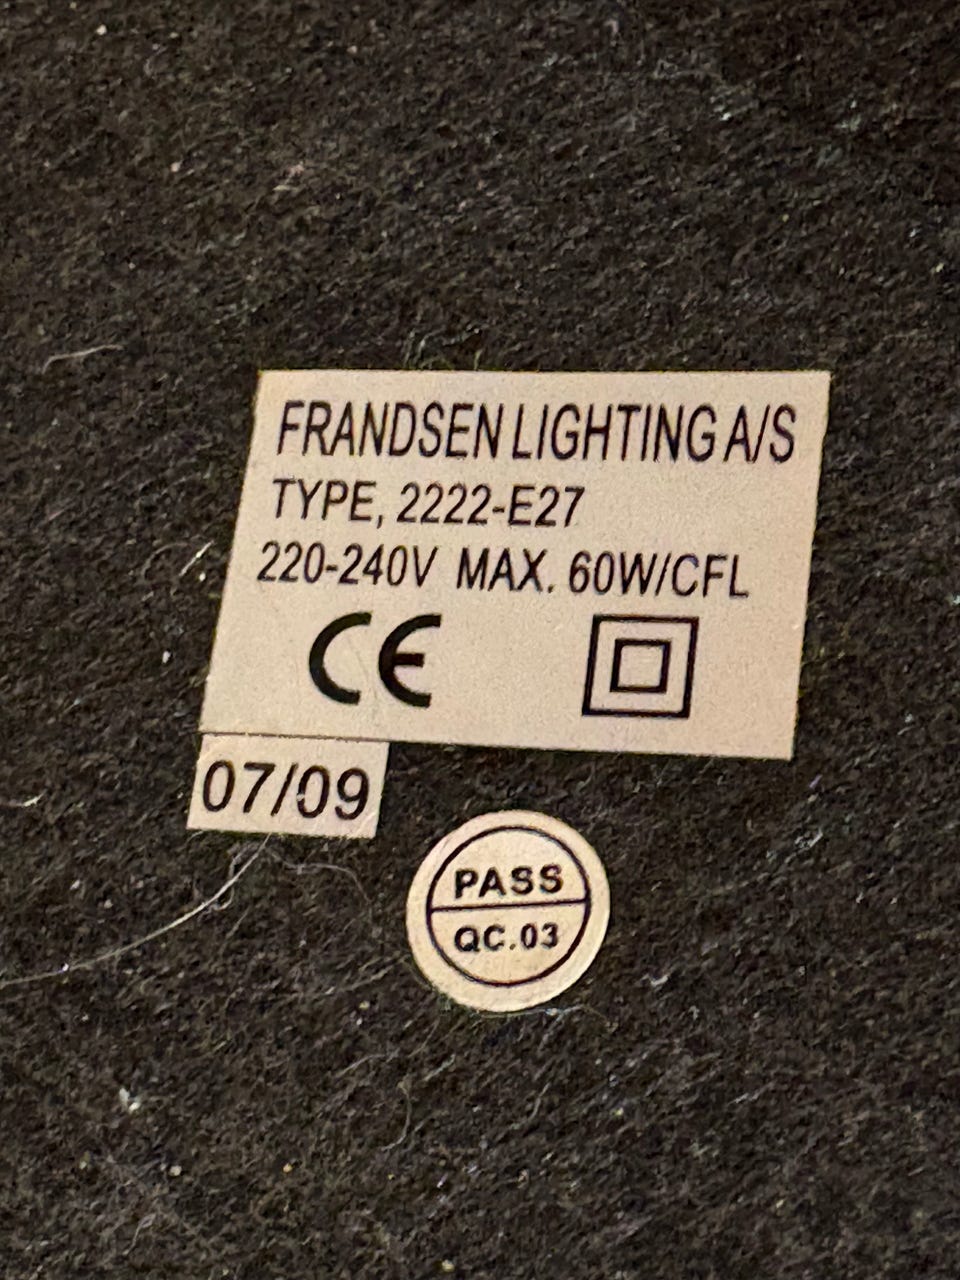 FRANDSEN LIGHTING A/S
TYPE, 2222-E27
220-240V MAX. 60W/CFL
CE
07/09
PASS
QC.03